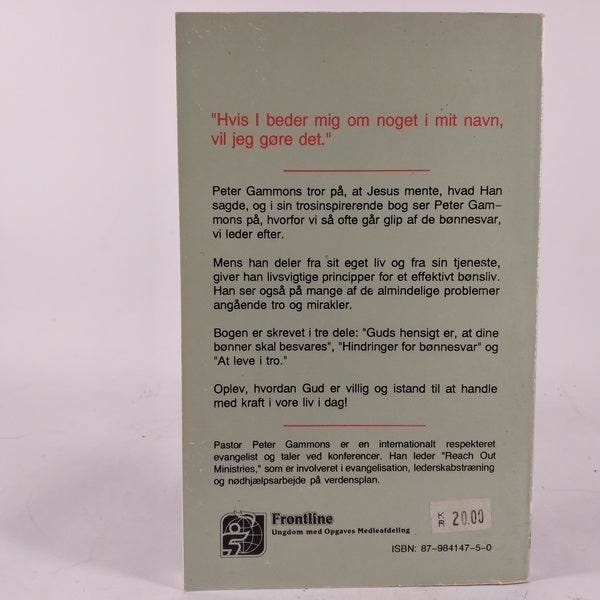 "Hvis I beder mig om noget i mit navn,
vil jeg gøre det."
Peter Gammons tror på, at Jesus mente, hvad Han
sagde, og i sin trosinspirerende bog ser Peter Gam-
mons på, hvorfor vi så ofte går glip af de bønnesvar,
vi leder efter.
Mens han deler fra sit eget liv og fra sin tjeneste,
giver han livsvigtige principper for et effektivt bønsliv.
Han ser også på mange af de almindelige problemer
angående tro og mirakler.
Bogen er skrevet i tre dele: "Guds hensigt er, at dine
bønner skal besvares", "Hindringer for bønnesvar" og
"At leve i tro."
Oplev, hvordan Gud er villig og istand til at handle
med kraft i vore liv i dag!
Pastor Peter Gammons er en internationalt respekteret
evangelist og taler ved konferencer. Han leder "Reach Out
Ministries," som er involveret i evangelisation, lederskabstræning
og nødhjælpsarbejde på verdensplan.
Frontline
Ungdom med Opgaves Medieafdeling
KR 20.00
ISBN: 87-984147-5-0